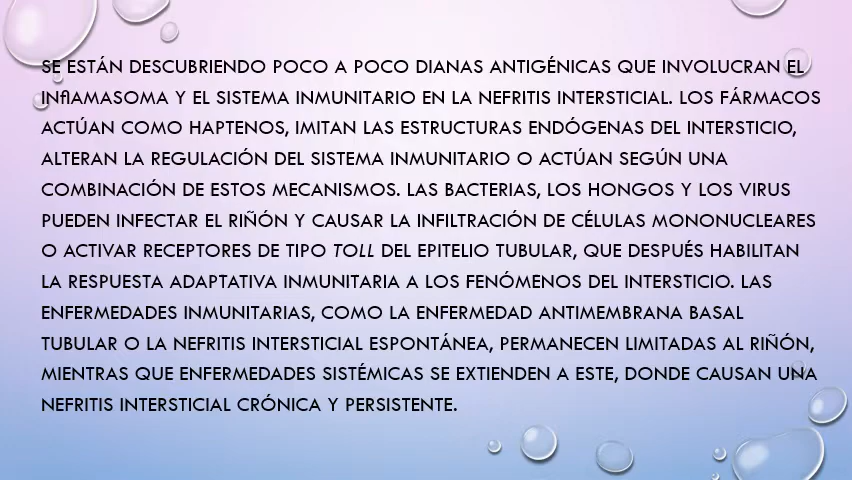 SE ESTÁN DESCUBRIENDO POCO A POCO DIANAS ANTIGÉNICAS QUE INVOLUCRAN EL
INflAMASOMA Y EL SISTEMA INMUNITARIO EN LA NEFRITIS INTERSTICIAL. LOS FÁRMACOS
ACTÚAN COMO HAPTENOS, IMITAN LAS ESTRUCTURAS ENDÓGENAS DEL INTERSTICIO,
ALTERAN LA REGULACIÓN DEL SISTEMA INMUNITARIO O ACTÚAN SEGÚN UNA
COMBINACIÓN DE ESTOS MECANISMOS. LAS BACTERIAS, LOS HONGOS Y LOS VIRUS
PUEDEN INFECTAR EL RIÑÓN Y CAUSAR LA INFILTRACIÓN DE CÉLULAS MONONUCLEARES
O ACTIVAR RECEPTORES DE TIPO TOLL DEL EPITELIO TUBULAR, QUE DESPUÉS HABILITAN
LA RESPUESTA ADAPTATIVA INMUNITARIA A LOS FENÓMENOS DEL INTERSTICIO. LAS
ENFERMEDADES INMUNITARIAS, COMO LA ENFERMEDAD ANTIMEMBRANA BASAL
TUBULAR O LA NEFRITIS INTERSTICIAL ESPONTÁNEA, PERMANECEN LIMITADAS AL RIÑÓN,
MIENTRAS QUE ENFERMEDADES SISTÉMICAS SE EXTIENDEN A ESTE, DONDE CAUSAN UNA
NEFRITIS INTERSTICIAL CRÓNICA Y PERSISTENTE.